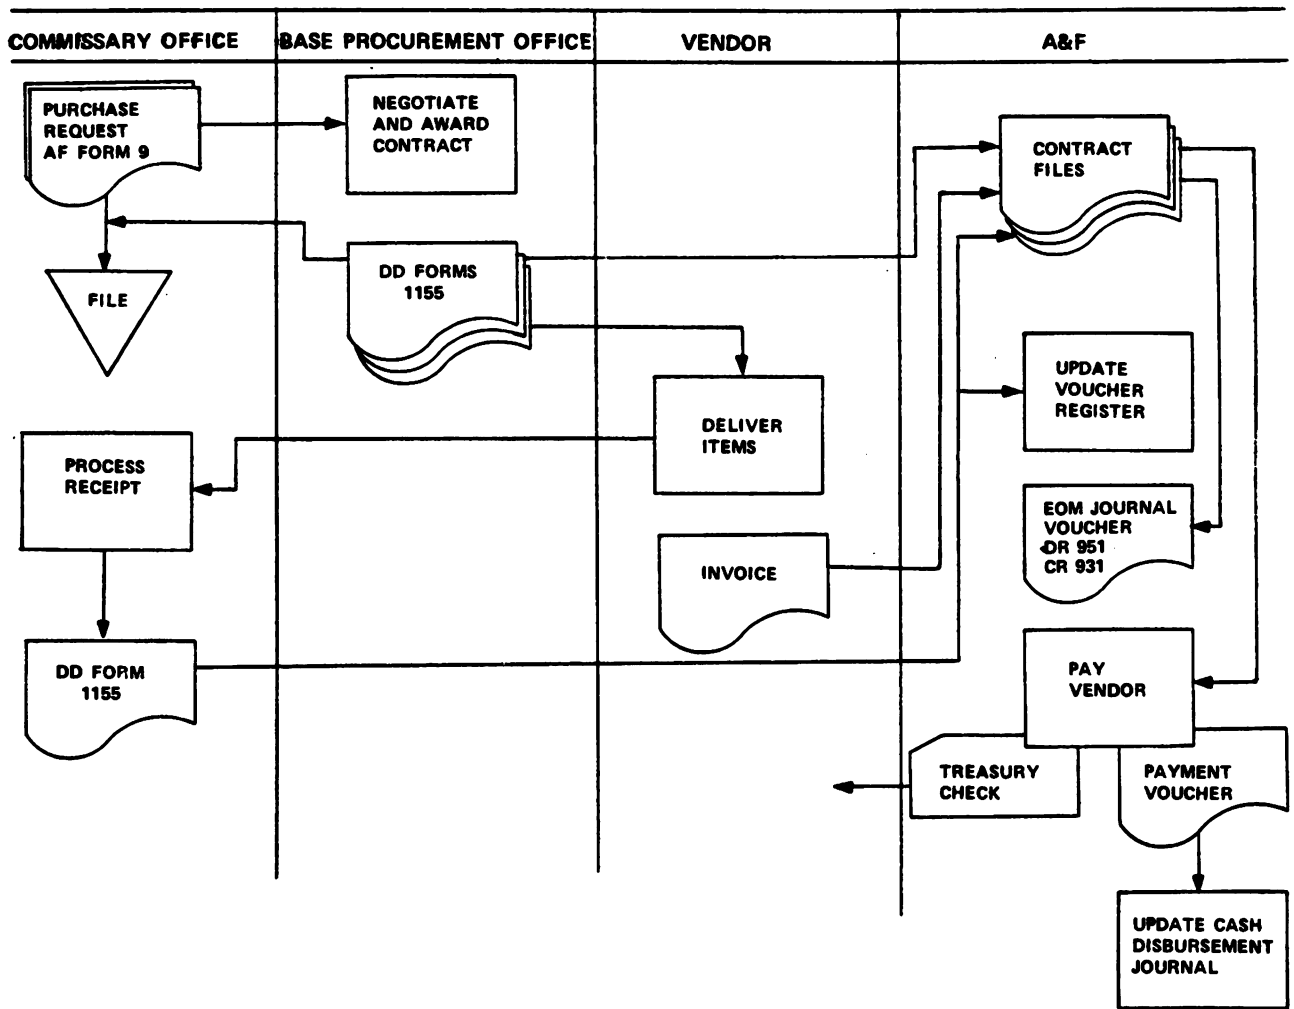 COMMISSARY OFFICE
BASE PROCUREMENT OFFICE
VENDOR
A&F
PURCHASE
REQUEST
AF FORM 9
NEGOTIATE
AND AWARD
CONTRACT
CONTRACT
FILES
DD FORMS
1155
FILE
UPDATE
VOUCHER
REGISTER
DELIVER
ITEMS
PROCESS
RECEIPT
EOM JOURNAL
VOUCHER
DR 951
CR 931
INVOICE
DD FORM
1155
PAY
VENDOR
TREASURY
CHECK
PAYMENT
VOUCHER
UPDATE CASH
DISBURSEMENT
JOURNAL